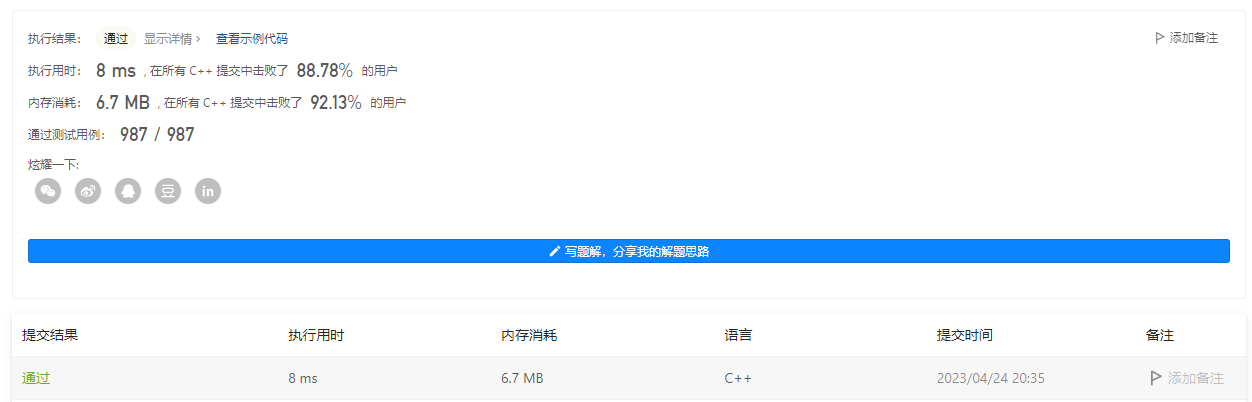 执行结果： 通过 显示详情 › 查看示例代码 添加备注
执行用时： 8 ms , 在所有 C++ 提交中击败了 88.78% 的用户
内存消耗： 6.7 MB , 在所有 C++ 提交中击败了 92.13% 的用户
通过测试用例： 987 / 987
炫耀一下:
豆 in
写题解，分享我的解题思路
提交结果 执行用时 内存消耗 语言 提交时间 备注
通过 8 ms 6.7 MB C++ 2023/04/24 20:35 添加备注